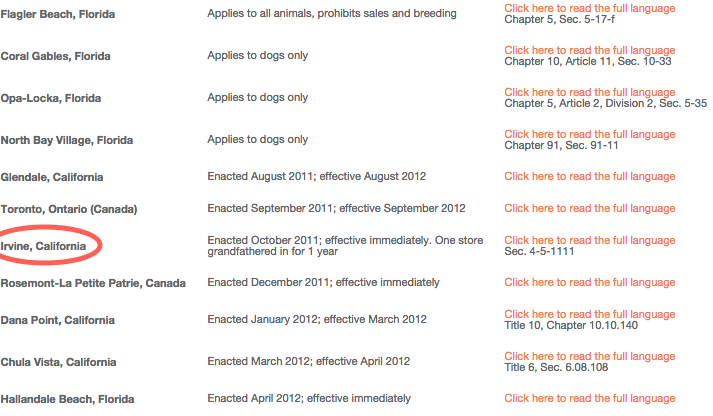 Flagler Beach, Florida Applies to all animals, prohibits sales and breeding Click here to read the full language
Chapter 5, Sec. 5-17-f
Coral Gables, Florida Applies to dogs only Click here to read the full language
Chapter 10, Article 11, Sec. 10-33
Opa-Locka, Florida Applies to dogs only Click here to read the full language
Chapter 5, Article 2, Division 2, Sec. 5-35
North Bay Village, Florida Applies to dogs only Click here to read the full language
Chapter 91, Sec. 91-11
Glendale, California Enacted August 2011; effective August 2012 Click here to read the full language
Toronto, Ontario (Canada) Enacted September 2011; effective September 2012 Click here to read the full language
Irvine, California Enacted October 2011; effective immediately. One store Click here to read the full language
grandfathered in for 1 year Sec. 4-5-1111
Rosemont-La Petite Patrie, Canada Enacted December 2011; effective immediately Click here to read the full language
Dana Point, California Enacted January 2012; effective March 2012 Click here to read the full language
Title 10, Chapter 10.10.140
Chula Vista, California Enacted March 2012; effective April 2012 Click here to read the full language
Title 6, Sec. 6.08.108
Hallandale Beach, Florida Enacted April 2012; effective immediately Click here to read the full language